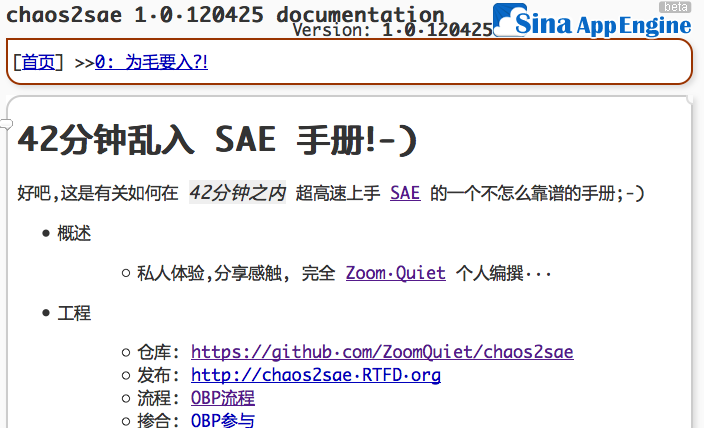 chaos2sae 1.0.120425 documentation
Version: 1.0.120425
Sina AppEngine
beta
[首页] >>0: 为毛要入?!
42分钟乱入 SAE 手册!-)
好吧,这是有关如何在 42分钟之内 超高速上手 SAE 的一个不怎么靠谱的手册;-)
概述
私人体验,分享感触, 完全 Zoom.Quiet 个人编撰...
工程
仓库: https://github.com/ZoomQuiet/chaos2sae
发布: http://chaos2sae.RTFD.org
流程: OBP流程
掺合: OBP参与